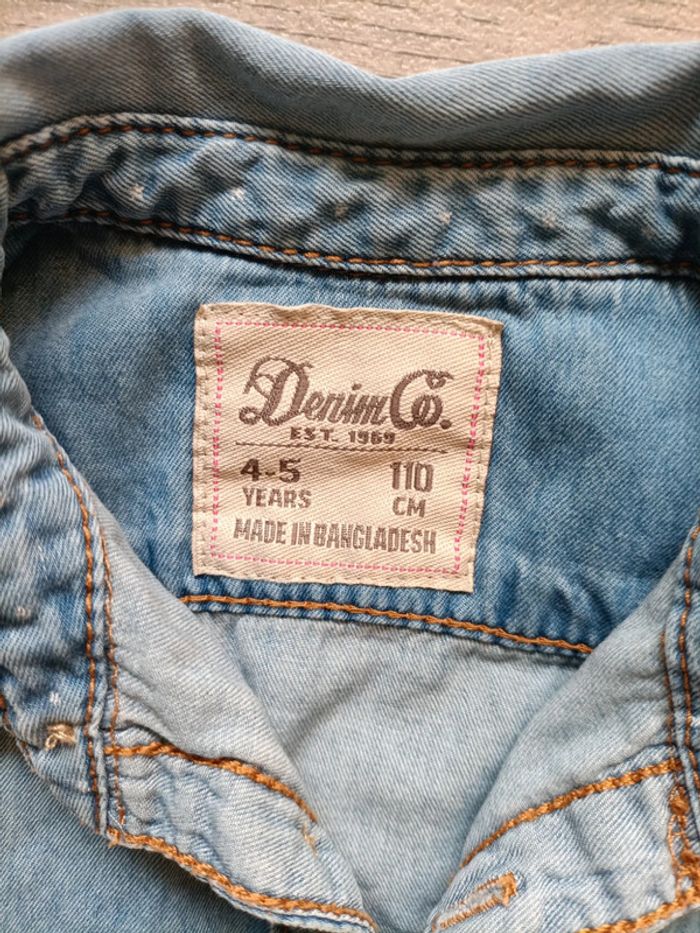 Denim Co.
EST. 1969
4-5 110
YEARS CM
MADE IN BANGLADESH